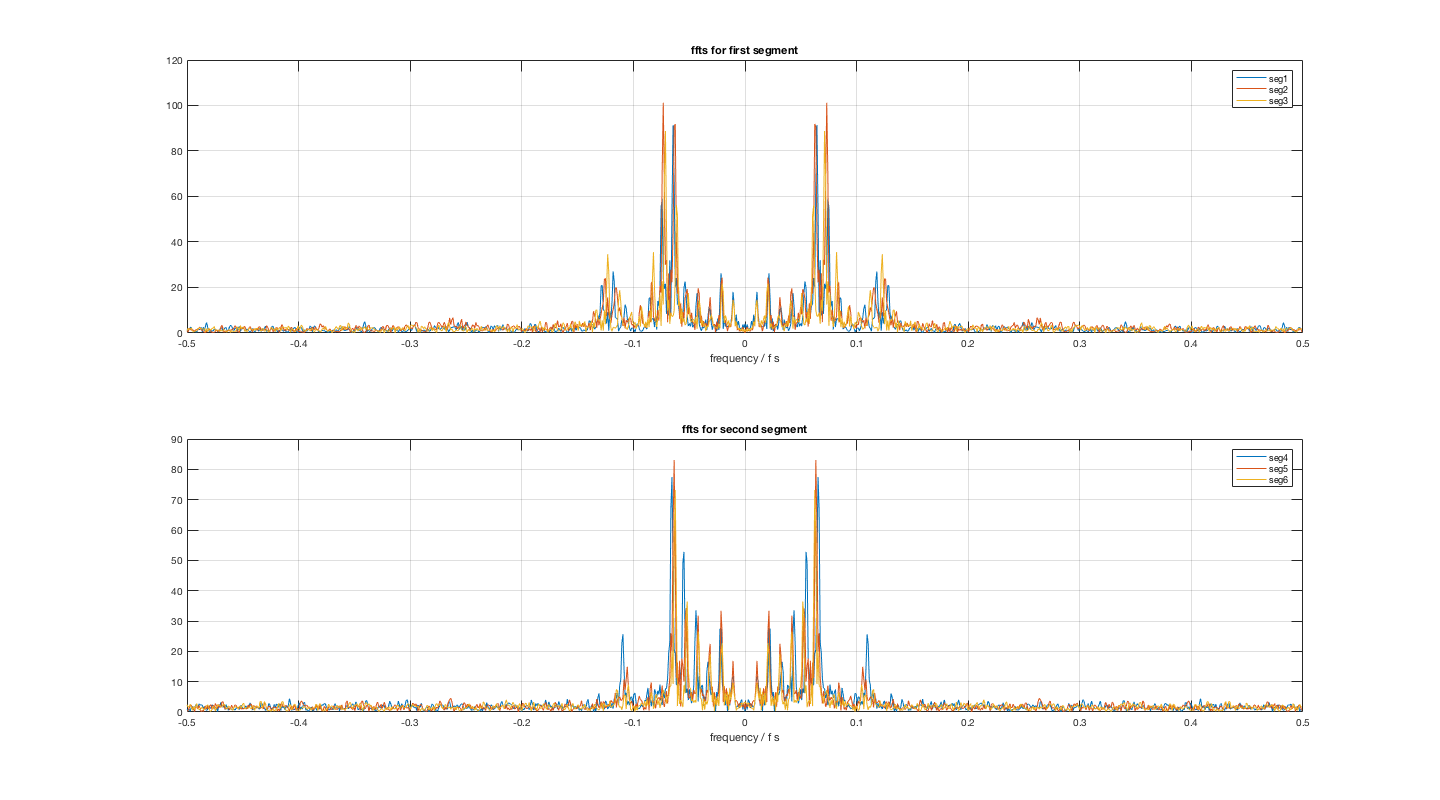 ffts for first segment
120
100
80
60
40
20
0
seg1
seg2
seg3
-0.5 -0.4 -0.3 -0.2 -0.1 0 0.1 0.2 0.3 0.4 0.5
frequency / f s
ffts for second segment
90
80
70
60
50
40
30
20
10
0
seg4
seg5
seg6
-0.5 -0.4 -0.3 -0.2 -0.1 0 0.1 0.2 0.3 0.4 0.5
frequency / f s